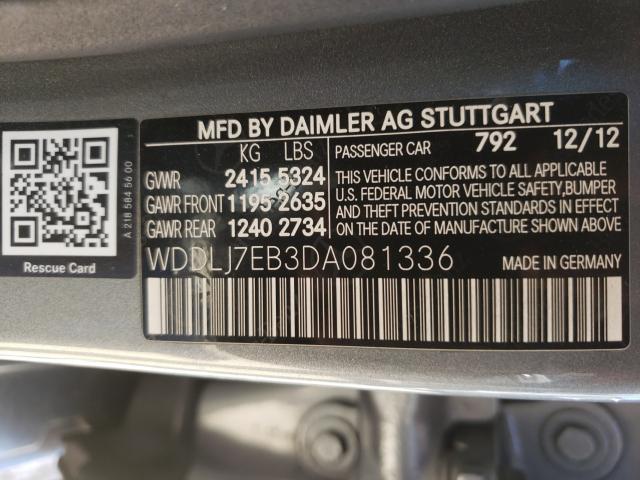 MFD BY DAIMLER AG STUTTGART
KG LBS
GWR 2415 5324
GAWR FRONT 1195 2635
GAWR REAR 1240 2734
PASSENGER CAR 792 12/12
THIS VEHICLE CONFORMS TO ALL APPLICABLE
U.S. FEDERAL MOTOR VEHICLE SAFETY,BUMPER
AND THEFT PREVENTION STANDARDS IN EFFECT
ON THE DATE OF MANUFACTURE SHOWN ABOVE.
WDDLJ7EB3DA081336 MADE IN GERMANY
A 218 584 56 00
Rescue Card